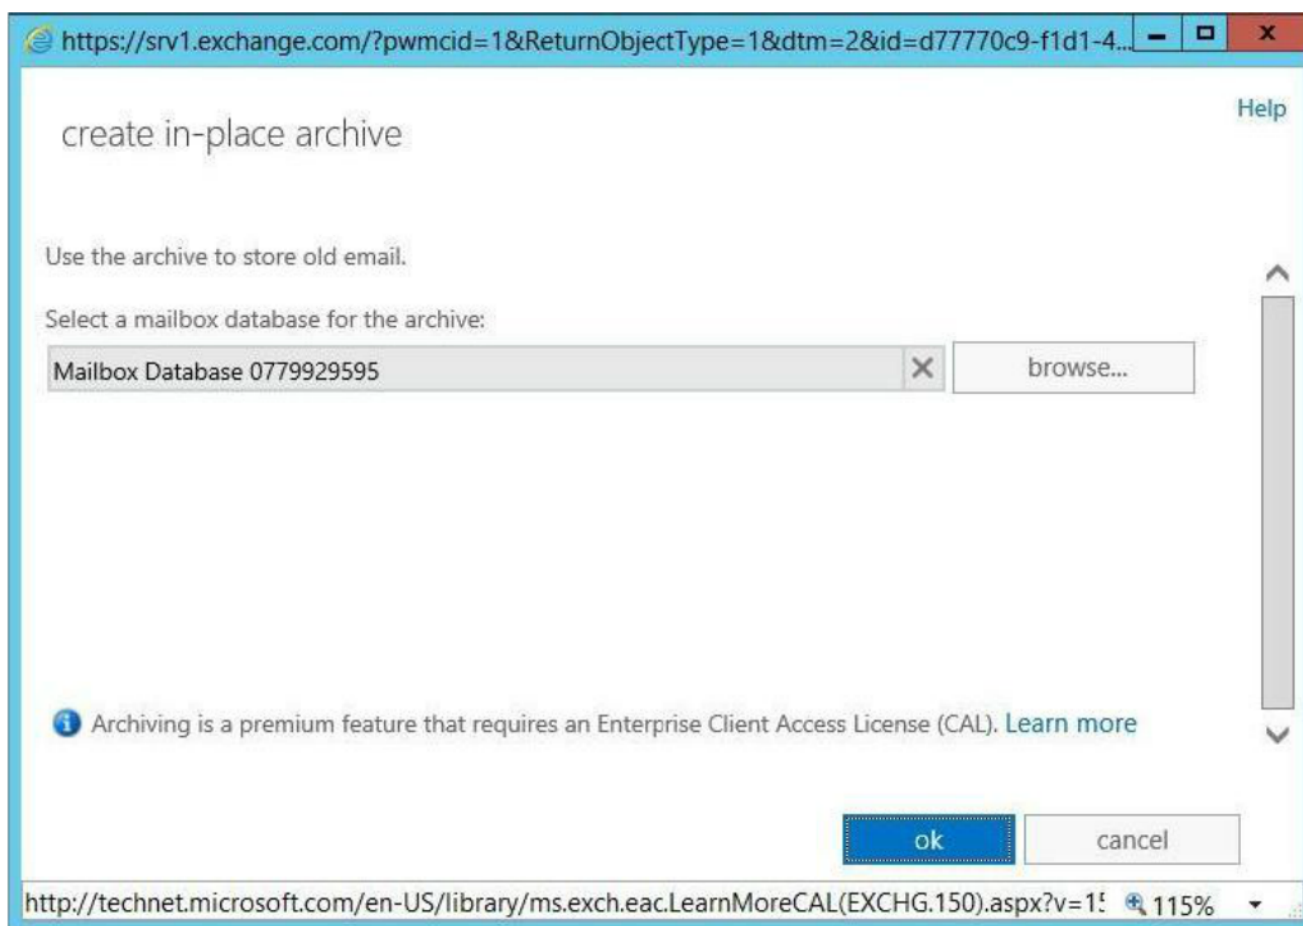 https://srv1.exchange.com/?pwmcid=1&ReturnObjectType=1&dtm=2&id=d77770c9-f1d1-4...
Help
create in-place archive
Use the archive to store old email.
Select a mailbox database for the archive:
Mailbox Database 0779929595
browse...
Archiving is a premium feature that requires an Enterprise Client Access License (CAL). Learn more
ok
cancel
http://technet.microsoft.com/en-US/library/ms.exch.eac.LearnMoreCAL(EXCHG.150).aspx?v=15 115%